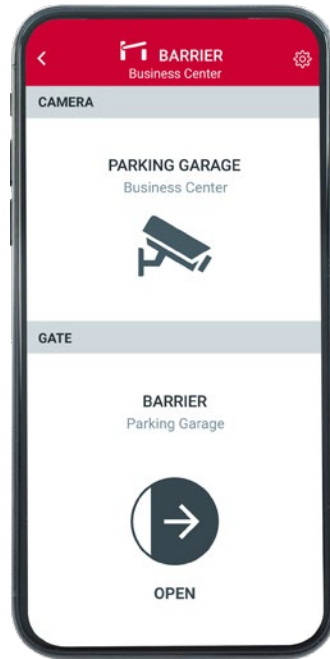 BARRIER
Business Center
CAMERA
PARKING GARAGE
Business Center
GATE
BARRIER
Parking Garage
OPEN